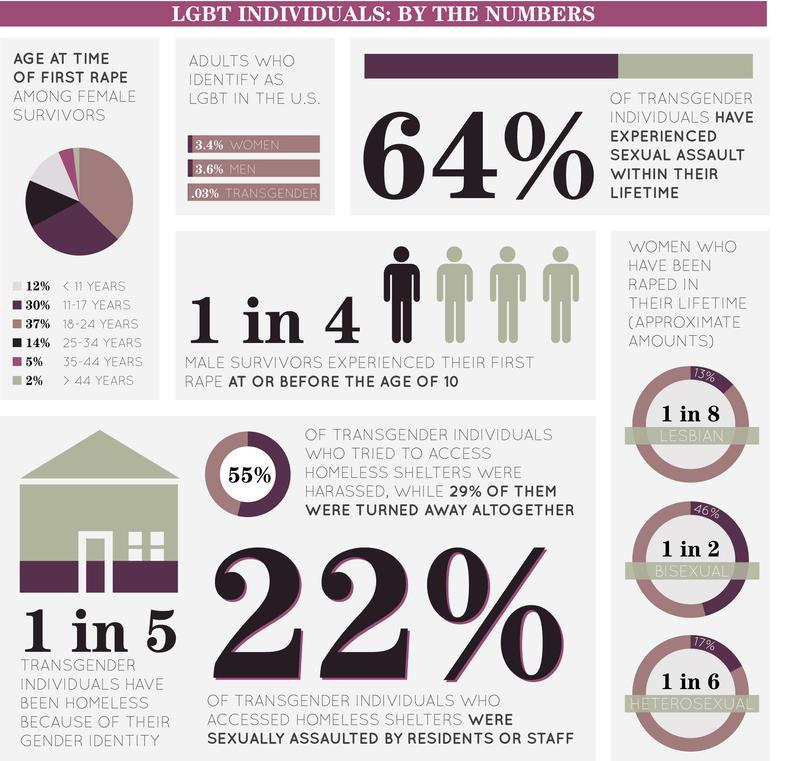 LGBT INDIVIDUALS: BY THE NUMBERS
AGE AT TIME
OF FIRST RAPE
AMONG FEMALE
SURVIVORS
12% < 11 YEARS
30% 11-17 YEARS
37% 18-24 YEARS
14% 25-34 YEARS
5% 35-44 YEARS
2% > 44 YEARS
ADULTS WHO
IDENTIFY AS
LGBT IN THE U.S.
3.4% WOMEN
3.6% MEN
.03% TRANSGENDER
64%
OF TRANSGENDER
INDIVIDUALS HAVE
EXPERIENCED
SEXUAL ASSAULT
WITHIN THEIR
LIFETIME
1 in 4
MALE SURVIVORS EXPERIENCED THEIR FIRST
RAPE AT OR BEFORE THE AGE OF 10
WOMEN WHO
HAVE BEEN
RAPED IN
THEIR LIFETIME
(APPROXIMATE
AMOUNTS)
13%
1 in 8
LESBIAN
46%
1 in 2
BISEXUAL
17%
1 in 6
HETEROSEXUAL
1 in 5
TRANSGENDER
INDIVIDUALS HAVE
BEEN HOMELESS
BECAUSE OF THEIR
GENDER IDENTITY
55%
OF TRANSGENDER INDIVIDUALS
WHO TRIED TO ACCESS
HOMELESS SHELTERS WERE
HARASSED, WHILE 29% OF THEM
WERE TURNED AWAY ALTOGETHER
22%
OF TRANSGENDER INDIVIDUALS WHO
ACCESSED HOMELESS SHELTERS WERE
SEXUALLY ASSAULTED BY RESIDENTS OR STAFF